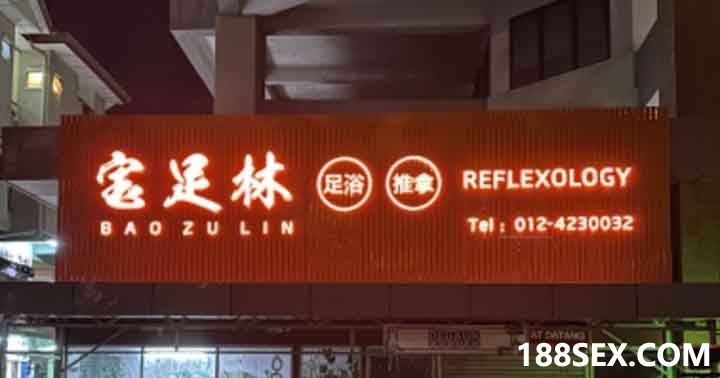 宝足林
BAO ZU LIN
足浴
推拿
REFLEXOLOGY
Tel : 012-4230032
188SEX.COM